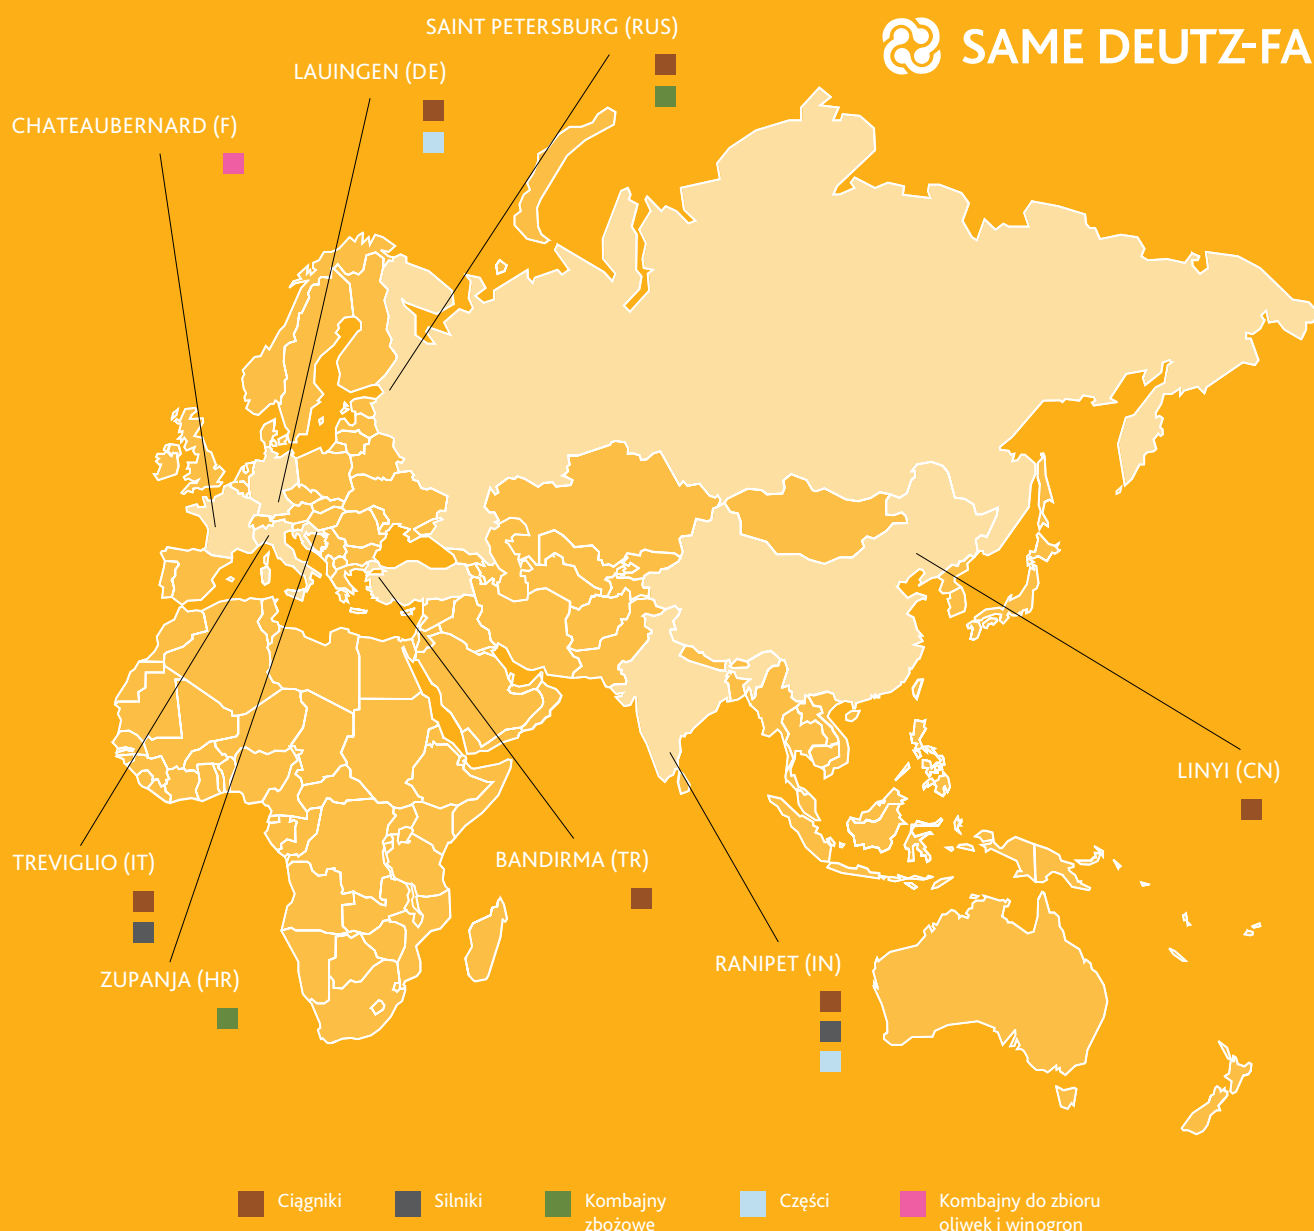 SAINT PETERSBURG (RUS)
SAME DEUTZ-FA
LAUINGEN (DE)
CHATEAUBERNARD (F)
LINYI (CN)
TREVIGLIO (IT)
BANDIRMA (TR)
ZUPANJA (HR)
RANIPET (IN)
Ciągniki
Silniki
Kombajny
zbożowe
Części
Kombajny do zbioru
oliwek i winogron